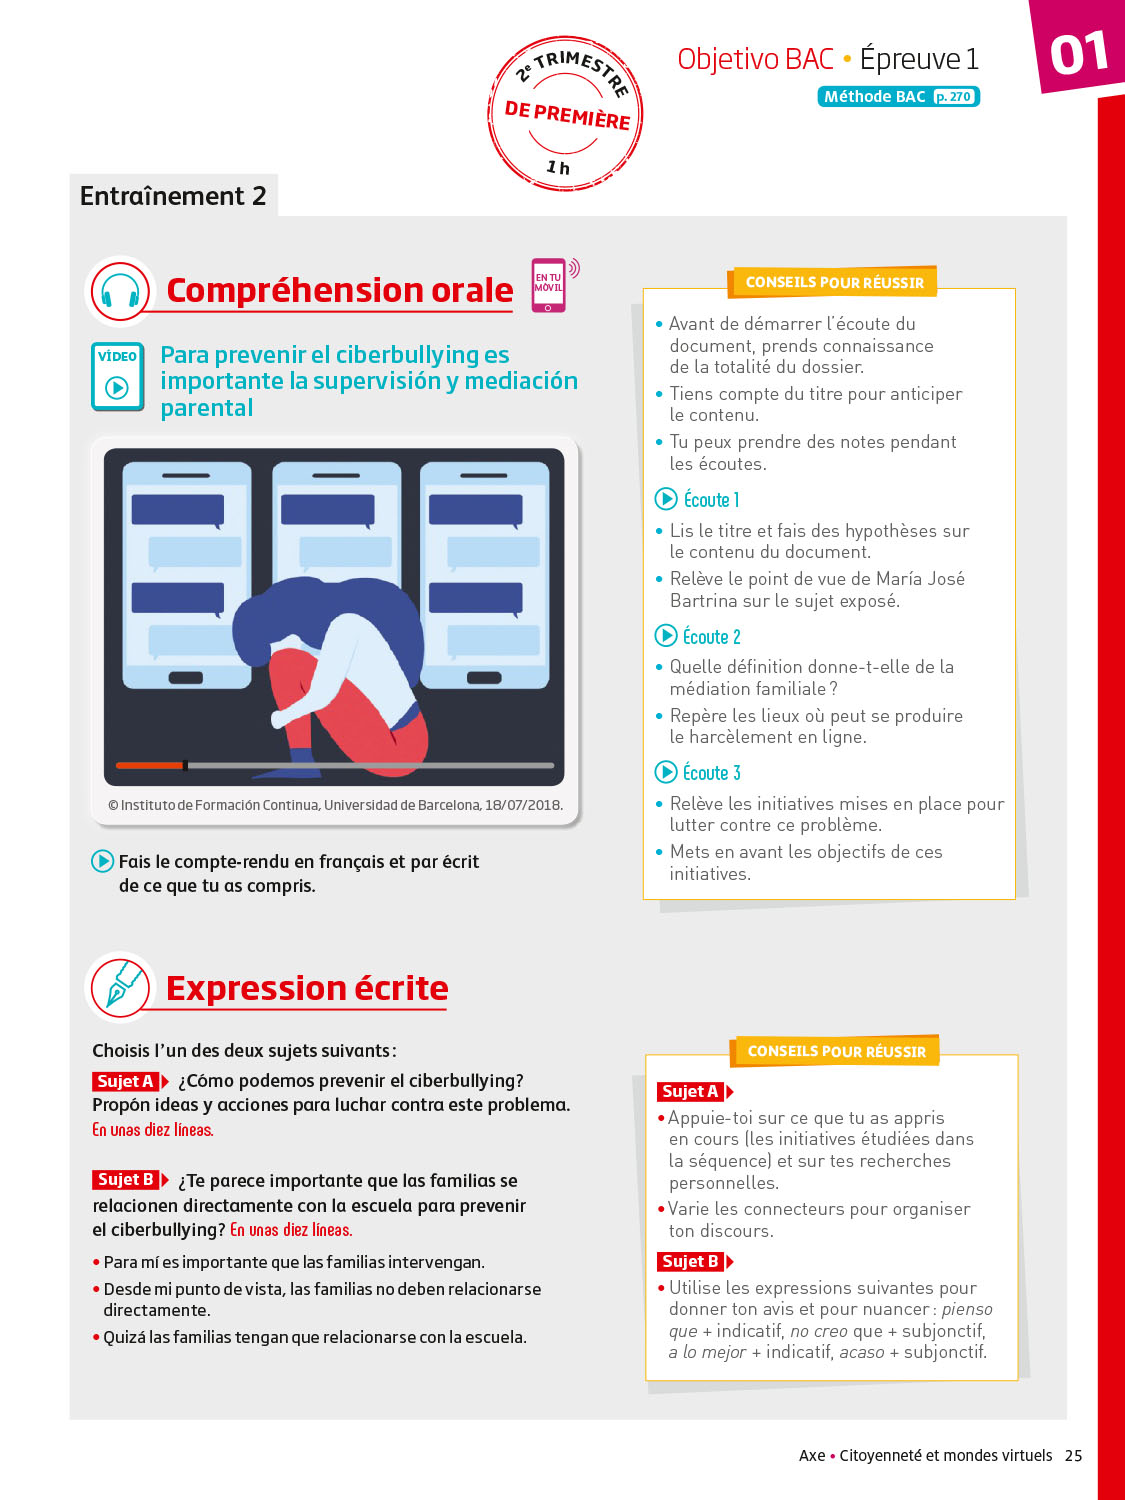 01
Objetivo BAC • Épreuve 1
Méthode BAC p. 270
2e TRIMESTRE
DE PREMIÈRE
1 h
Entraînement 2
Compréhension orale
EN TU
MÓVIL
VÍDEO
Para prevenir el ciberbullying es
importante la supervisión y mediación
parental
© Instituto de Formación Continua, Universidad de Barcelona, 18/07/2018.
Fais le compte-rendu en français et par écrit
de ce que tu as compris.
CONSEILS POUR RÉUSSIR
• Avant de démarrer l'écoute du
document, prends connaissance
de la totalité du dossier.
• Tiens compte du titre pour anticiper
le contenu.
• Tu peux prendre des notes pendant
les écoutes.
Écoute 1
• Lis le titre et fais des hypothèses sur
le contenu du document.
• Relève le point de vue de María José
Bartrina sur le sujet exposé.
Écoute 2
• Quelle définition donne-t-elle de la
médiation familiale ?
• Repère les lieux où peut se produire
le harcèlement en ligne.
Écoute 3
• Relève les initiatives mises en place pour
lutter contre ce problème.
• Mets en avant les objectifs de ces
initiatives.
Expression écrite
Choisis l'un des deux sujets suivants :
Sujet A ¿Cómo podemos prevenir el ciberbullying?
Propón ideas y acciones para luchar contra este problema.
En unas diez líneas.
Sujet B ¿Te parece importante que las familias se
relacionen directamente con la escuela para prevenir
el ciberbullying? En unas diez líneas.
• Para mí es importante que las familias intervengan.
• Desde mi punto de vista, las familias no deben relacionarse
directamente.
• Quizá las familias tengan que relacionarse con la escuela.
CONSEILS POUR RÉUSSIR
Sujet A
• Appuie-toi sur ce que tu as appris
en cours (les initiatives étudiées dans
la séquence) et sur tes recherches
personnelles.
• Varie les connecteurs pour organiser
ton discours.
Sujet B
• Utilise les expressions suivantes pour
donner ton avis et pour nuancer : pienso
que + indicatif, no creo que + subjonctif,
a lo mejor + indicatif, acaso + subjonctif.
Axe • Citoyenneté et mondes virtuels 25